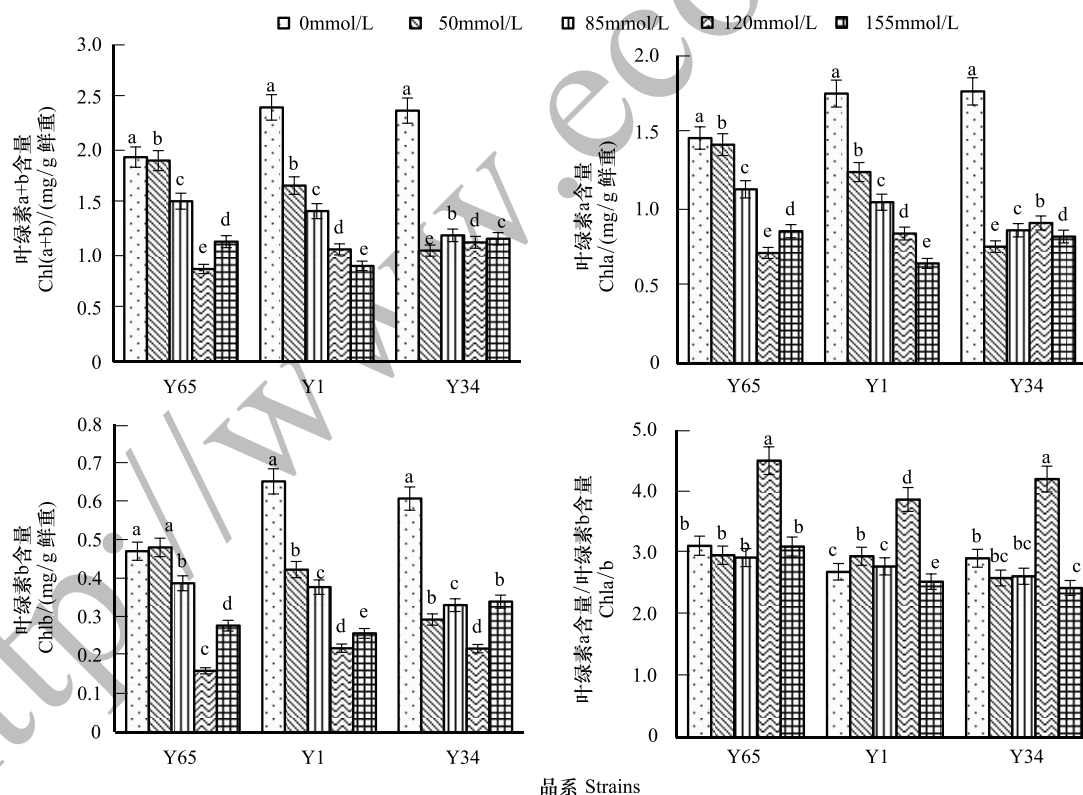 0mmol/L 50mmol/L 85mmol/L 120mmol/L 155mmol/L
叶绿素a+b含量
Chl(a+b)/(mg/g 鲜重)
3.0
2.5
2.0
1.5
1.0
0.5
0
a b c e d
a b c d e
a e b d c
Y65 Y1 Y34
叶绿素a含量
Chla/(mg/g 鲜重)
2.0
1.5
1.0
0.5
0
a b c e d
a b c d e
a e c b d
Y65 Y1 Y34
叶绿素b含量
Chlb/(mg/g 鲜重)
0.8
0.7
0.6
0.5
0.4
0.3
0.2
0.1
0
a a b c d
a b c d e
a b c d b
Y65 Y1 Y34
叶绿素a含量/叶绿素b含量
Chla/b
5.0
4.0
3.0
2.0
1.0
0
b b b a b
c b c d e
b bc bc a c
Y65 Y1 Y34
品系 Strains
http://www.eco